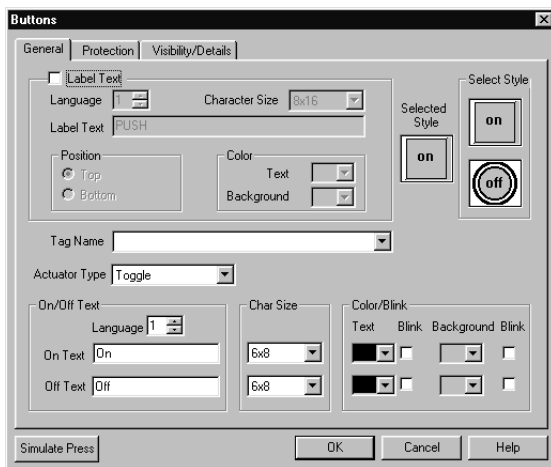 Buttons
General
Protection
Visibility/Details
Label Text
Language 1
Character Size 8x16
Label Text PUSH
Position
Top
Bottom
Color
Text
Background
Selected
Style
on
Select Style
on
off
Tag Name
Actuator Type Toggle
On/Off Text
Language 1
On Text On
Off Text Off
Char Size
6x8
6x8
Color/Blink
Text Blink Background Blink
Simulate Press
OK
Cancel
Help